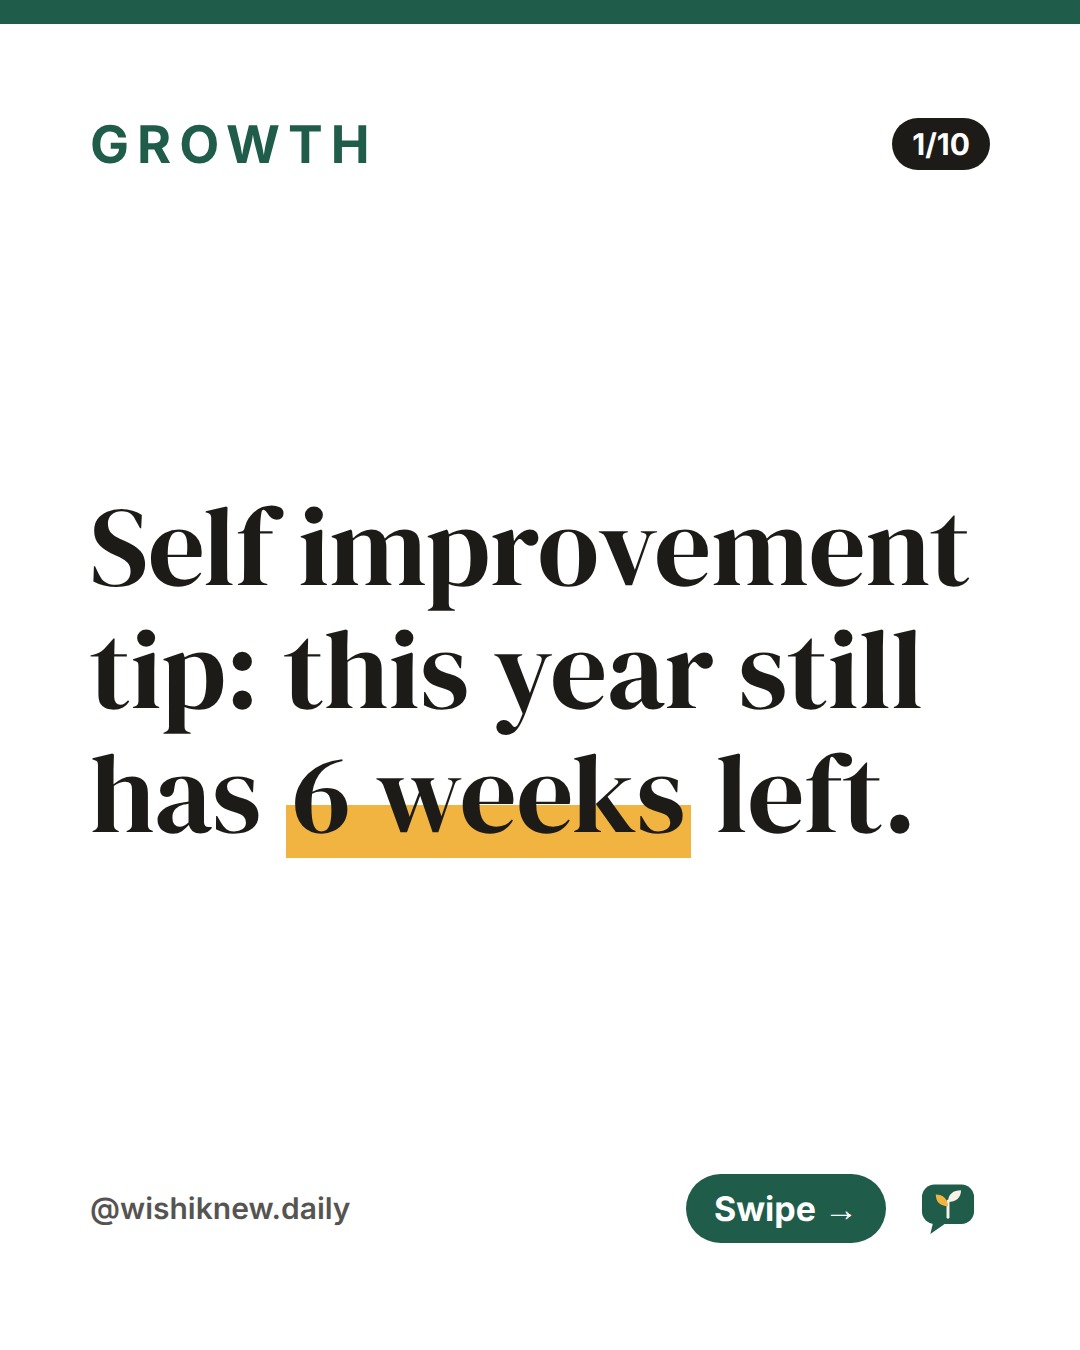 GROWTH
1/10
Self improvement
tip: this year still
has 6 weeks left.
@wishiknew.daily
Swipe →